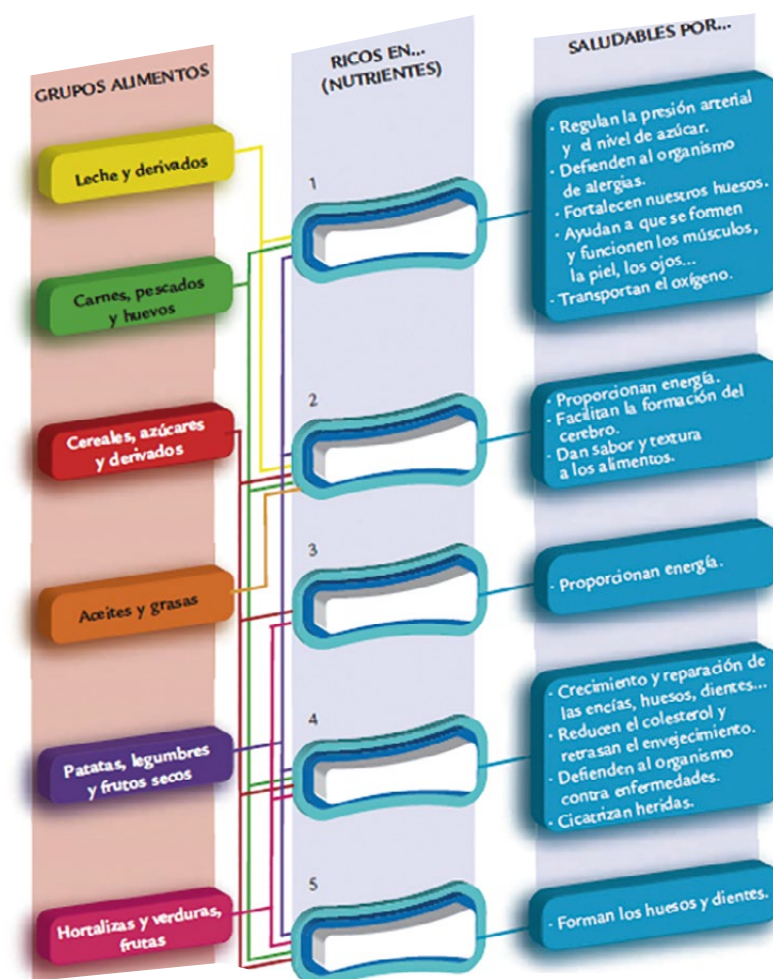 GRUPOS ALIMENTOS
RICOS EN...
(NUTRIENTES)
SALUDABLES POR...
Leche y derivados
Carnes, pescados
y huevos
Cereales, azúcares
y derivados
Aceites y grasas
Patatas, legumbres
y frutos secos
Hortalizas y verduras,
frutas
1
2
3
4
5
· Regulan la presión arterial
y el nivel de azúcar.
· Defienden al organismo
de alergias.
· Fortalecen nuestros huesos.
· Ayudan a que se formen
y funcionen los músculos,
la piel, los ojos...
· Transportan el oxígeno.
· Proporcionan energía.
· Facilitan la formación del
cerebro.
· Dan sabor y textura
a los alimentos.
· Proporcionan energía.
· Crecimiento y reparación de
las encías, huesos, dientes...
· Reducen el colesterol y
retrasan el envejecimiento.
· Defienden al organismo
contra enfermedades.
· Cicatrizan heridas.
· Forman los huesos y dientes.